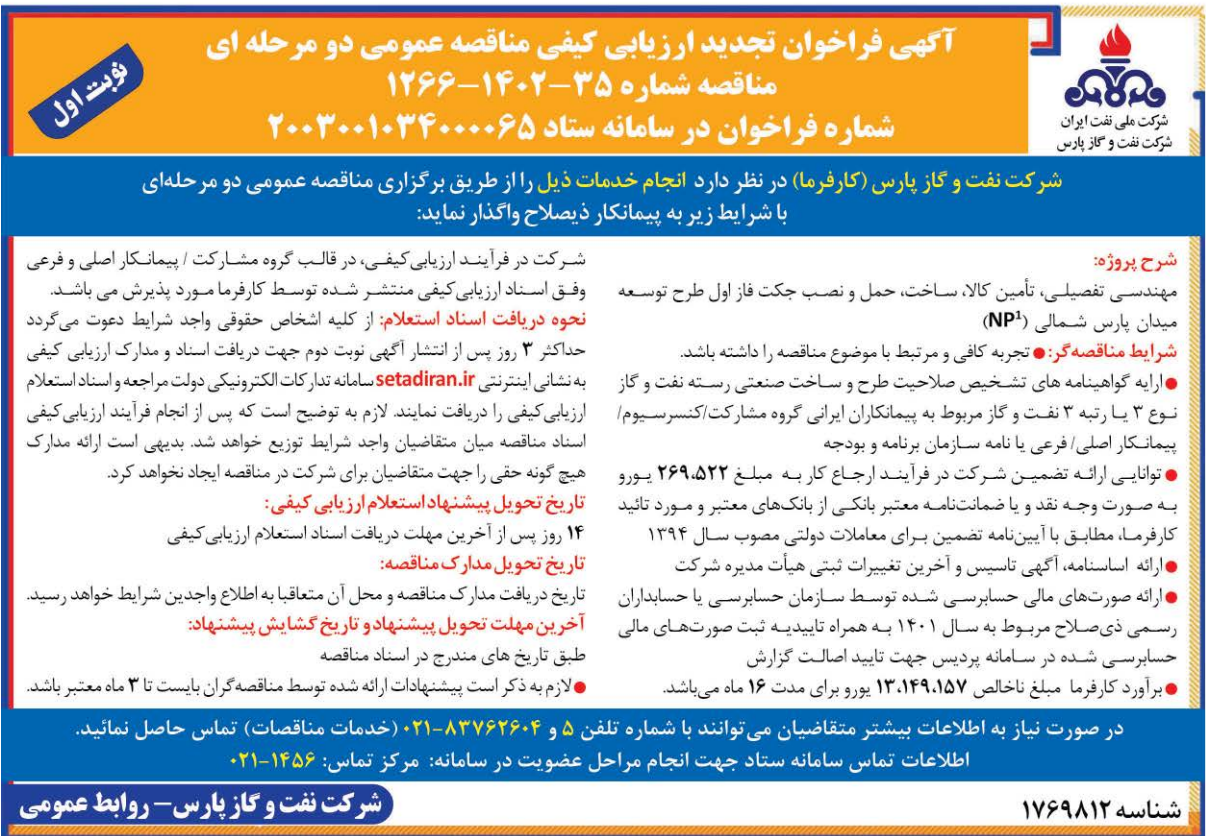 آگهی فراخوان تجدید ارزیابی کیفی مناقصه عمومی دو مرحله ای
مناقصه شماره ۳۵–۱۴۰۲–۱۲۶۶
شماره فراخوان در سامانه ستاد ۲۰۰۳۰۰۱۰۳۴۰۰۰۰۶۵
نوبت اول
شرکت ملی نفت ایران
شرکت نفت و گاز پارس
شرکت نفت و گاز پارس (کارفرما) در نظر دارد انجام خدمات ذیل را از طریق برگزاری مناقصه عمومی دو مرحله‌ای
با شرایط زیر به پیمانکار ذیصلاح واگذار نماید:
شرح پروژه:
مهندسی تفصیلی، تأمین کالا، ساخت، حمل و نصب جکت فاز اول طرح توسعه
میدان پارس شمالی (NP¹)
شرایط مناقصه‌گر: ● تجربه کافی و مرتبط با موضوع مناقصه را داشته باشد.
● ارایه گواهینامه های تشخیص صلاحیت طرح و ساخت صنعتی رسته نفت و گاز
نوع ۳ یا رتبه ۳ نفت و گاز مربوط به پیمانکاران ایرانی گروه مشارکت/کنسرسیوم/
پیمانکار اصلی/ فرعی یا نامه سازمان برنامه و بودجه
● توانایی ارائه تضمین شرکت در فرآیند ارجاع کار به مبلغ ۲۶۹،۵۲۲ یورو
به صورت وجه نقد و یا ضمانت‌نامه معتبر بانکی از بانک‌های معتبر و مورد تائید
کارفرما، مطابق با آیین‌نامه تضمین برای معاملات دولتی مصوب سال ۱۳۹۴
● ارائه اساسنامه، آگهی تاسیس و آخرین تغییرات ثبتی هیأت مدیره شرکت
● ارائه صورت‌های مالی حسابرسی شده توسط سازمان حسابرسی یا حسابداران
رسمی ذی‌صلاح مربوط به سال ۱۴۰۱ به همراه تاییدیه ثبت صورت‌های مالی
حسابرسی شده در سامانه پردیس جهت تایید اصالت گزارش
● برآورد کارفرما مبلغ ناخالص ۱۳،۱۴۹،۱۵۷ یورو برای مدت ۱۶ ماه می‌باشد.
شرکت در فرآیند ارزیابی‌کیفی، در قالب گروه مشارکت / پیمانکار اصلی و فرعی
وفق اسناد ارزیابی‌کیفی منتشر شده توسط کارفرما مورد پذیرش می باشد.
نحوه دریافت اسناد استعلام: از کلیه اشخاص حقوقی واجد شرایط دعوت می‌گردد
حداکثر ۳ روز پس از انتشار آگهی نوبت دوم جهت دریافت اسناد و مدارک ارزیابی کیفی
به نشانی اینترنتی setadiran.ir سامانه تدارکات الکترونیکی دولت مراجعه و اسناد استعلام
ارزیابی‌کیفی را دریافت نمایند. لازم به توضیح است که پس از انجام فرآیند ارزیابی‌کیفی
اسناد مناقصه میان متقاضیان واجد شرایط توزیع خواهد شد. بدیهی است ارائه مدارک
هیچ گونه حقی را جهت متقاضیان برای شرکت در مناقصه ایجاد نخواهد کرد.
تاریخ تحویل پیشنهاد استعلام ارزیابی کیفی:
۱۴ روز پس از آخرین مهلت دریافت اسناد استعلام ارزیابی‌کیفی
تاریخ تحویل مدارک مناقصه:
تاریخ دریافت مدارک مناقصه و محل آن متعاقبا به اطلاع واجدین شرایط خواهد رسید.
آخرین مهلت تحویل پیشنهاد و تاریخ گشایش پیشنهاد:
طبق تاریخ های مندرج در اسناد مناقصه
● لازم به ذکر است پیشنهادات ارائه شده توسط مناقصه‌گران بایست تا ۳ ماه معتبر باشد.
در صورت نیاز به اطلاعات بیشتر متقاضیان می‌توانند با شماره تلفن ۵ و ۸۳۷۶۲۶۰۴–۰۲۱ (خدمات مناقصات) تماس حاصل نمائید.
اطلاعات تماس سامانه ستاد جهت انجام مراحل عضویت در سامانه: مرکز تماس: ۱۴۵۶–۰۲۱
شناسه ۱۷۶۹۸۱۲
شرکت نفت و گاز پارس – روابط عمومی